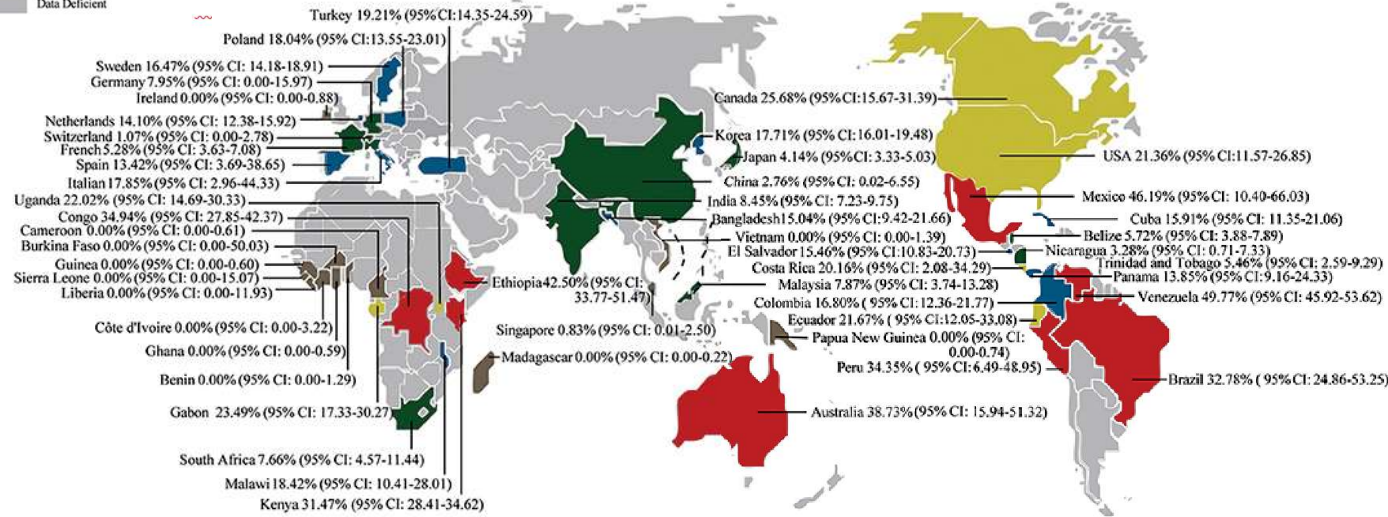 Data Deficient
Turkey 19.21% (95%CI:14.35-24.59)
Poland 18.04% (95%CI:13.55-23.01)
Sweden 16.47% (95% CI: 14.18-18.91)
Germany 7.95% (95% CI: 0.00-15.97)
Ireland 0.00% (95% CI: 0.00-0.88)
Netherlands 14.10% (95% CI: 12.38-15.92)
Switzerland 1.07% (95% CI: 0.00-2.78)
French 5.28% (95% CI: 3.63-7.08)
Spain 13.42% (95% CI: 3.69-38.65)
Italian 17.85% (95% CI: 2.96-44.33)
Uganda 22.02% (95% CI: 14.69-30.33)
Congo 34.94% (95% CI: 27.85-42.37)
Cameroon 0.00% (95% CI: 0.00-0.61)
Burkina Faso 0.00% (95% CI: 0.00-50.03)
Guinea 0.00% (95% CI: 0.00-0.60)
Sierra Leone 0.00% (95% CI: 0.00-15.07)
Liberia 0.00% (95% CI: 0.00-11.93)
Côte d'Ivoire 0.00% (95% CI: 0.00-3.22)
Ghana 0.00% (95% CI: 0.00-0.59)
Benin 0.00% (95% CI: 0.00-1.29)
Gabon 23.49% (95% CI: 17.33-30.27)
South Africa 7.66% (95% CI: 4.57-11.44)
Malawi 18.42% (95% CI: 10.41-28.01)
Kenya 31.47% (95% CI: 28.41-34.62)
Ethiopia 42.50% (95% CI:
33.77-51.47)
Singapore 0.83% (95% CI: 0.01-2.50)
Madagascar 0.00% (95% CI: 0.00-0.22)
Canada 25.68% (95%CI:15.67-31.39)
Korea 17.71% (95% CI:16.01-19.48)
Japan 4.14% (95% CI: 3.33-5.03)
China 2.76% (95% CI: 0.02-6.55)
India 8.45% (95% CI: 7.23-9.75)
Bangladesh15.04% (95% CI:9.42-21.66)
Vietnam 0.00% (95% CI: 0.00-1.39)
El Salvador 15.46% (95% CI:10.83-20.73)
Costa Rica 20.16% (95% CI: 2.08-34.29)
Malaysia 7.87% (95% CI: 3.74-13.28)
Colombia 16.80% ( 95% CI: 12.36-21.77)
Ecuador 21.67% ( 95% CI:12.05-33.08)
Papua New Guinea 0.00% (95% CI:
0.00-0.74)
Peru 34.35% ( 95% CI: 6.49-48.95)
Australia 38.73%(95% CI: 15.94-51.32)
USA 21.36% (95% CI:11.57-26.85)
Mexico 46.19% (95% CI: 10.40-66.03)
Cuba 15.91% (95% CI: 11.35-21.06)
Belize 5.72% (95% CI: 3.88-7.89)
Nicaragua 3.28% (95% CI: 0.71-7.33)
Trinidad and Tobago 5.46% (95% CI: 2.59-9.29)
Panama 13.85% (95% CI:9.16-24.33)
Venezuela 49.77% (95% CI: 45.92-53.62)
Brazil 32.78% ( 95% CI: 24.86-53.25)